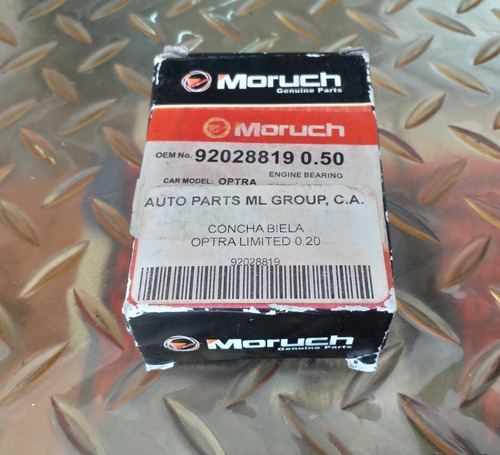 Moruch
Genuine Parts
Moruch
OEM No. 92028819 0.50
ENGINE BEARING
CAR MODEL: OPTRA
AUTO PARTS ML GROUP, C.A.
CONCHA BIELA
OPTRA LIMITED 0.20
92028819
Moruch
Genuine Parts